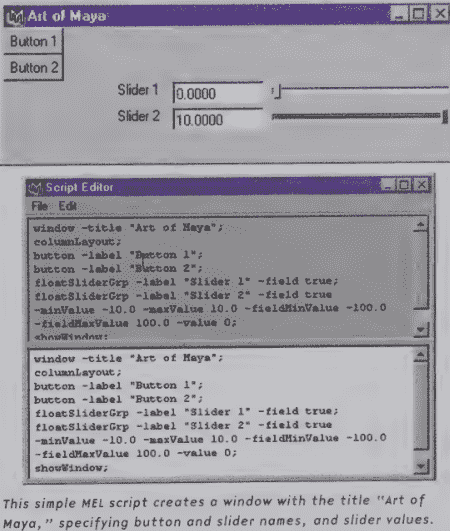 Art of Maya
Button 1
Button 2
Slider 1 0.0000
Slider 2 10.0000
Script Editor
File Edit
window -title "Art of Maya";
columnLayout;
button -label "Button 1";
button -label "Button 2";
floatSliderGrp -label "Slider 1" -field true;
floatSliderGrp -label "Slider 2" -field true
-minValue -10.0 -maxValue 10.0 -fieldMinValue -100.0
-fieldMaxValue 100.0 -value 0;
showWindow;
window -title "Art of Maya";
columnLayout;
button -label "Button 1";
button -label "Button 2";
floatSliderGrp -label "Slider 1" -field true;
floatSliderGrp -label "Slider 2" -field true
-minValue -10.0 -maxValue 10.0 -fieldMinValue -100.0
-fieldMaxValue 100.0 -value 0;
showWindow;
This simple MEL script creates a window with the title "Art of
Maya," specifying button and slider names, and slider values.